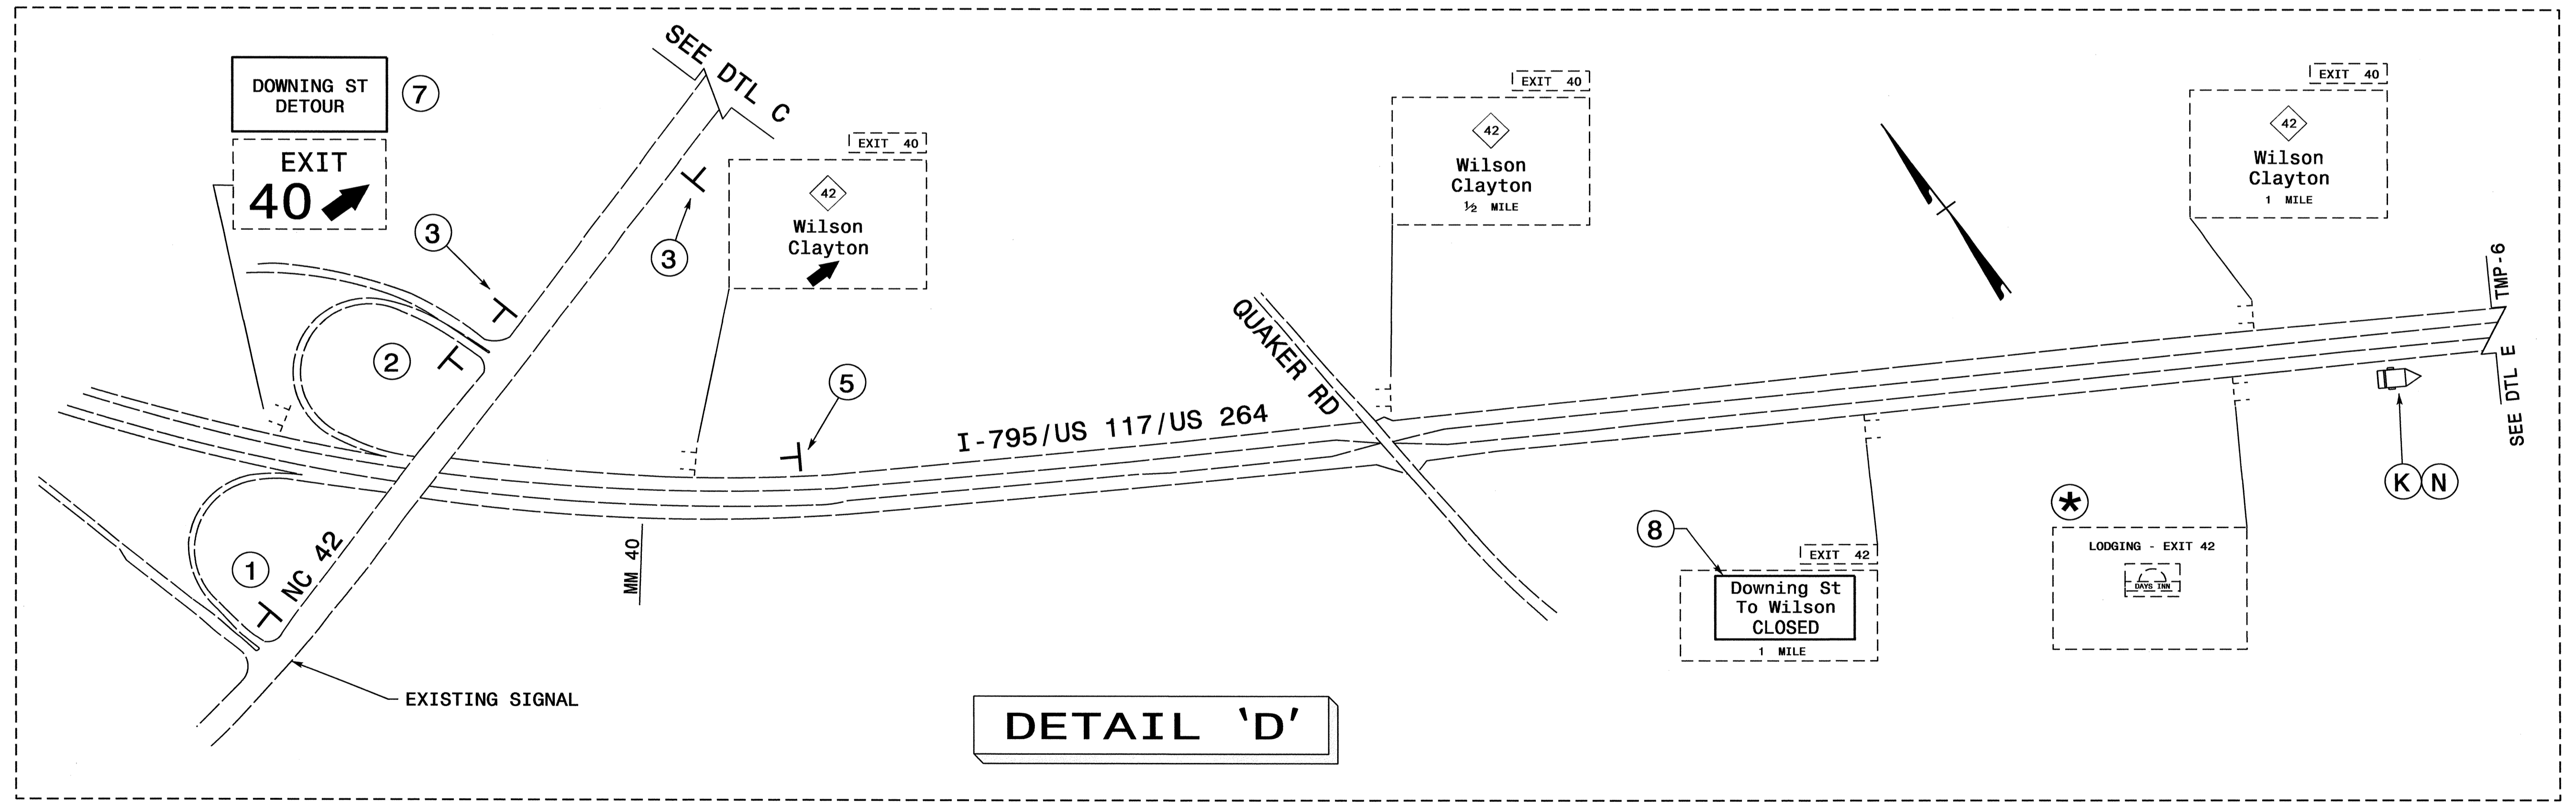 SEE DTL C
DOWNING ST
DETOUR
7
EXIT
40
3
3
EXIT 40
42
Wilson
Clayton
EXIT 40
42
Wilson
Clayton
½ MILE
EXIT 40
42
Wilson
Clayton
1 MILE
TMP-6
SEE DTL E
2
5
QUAKER RD
I-795/US 117/US 264
K
N
1
NC 42
MM 40
8
EXIT 42
Downing St
To Wilson
CLOSED
1 MILE
*
LODGING - EXIT 42
DAYS INN
EXISTING SIGNAL
DETAIL 'D'